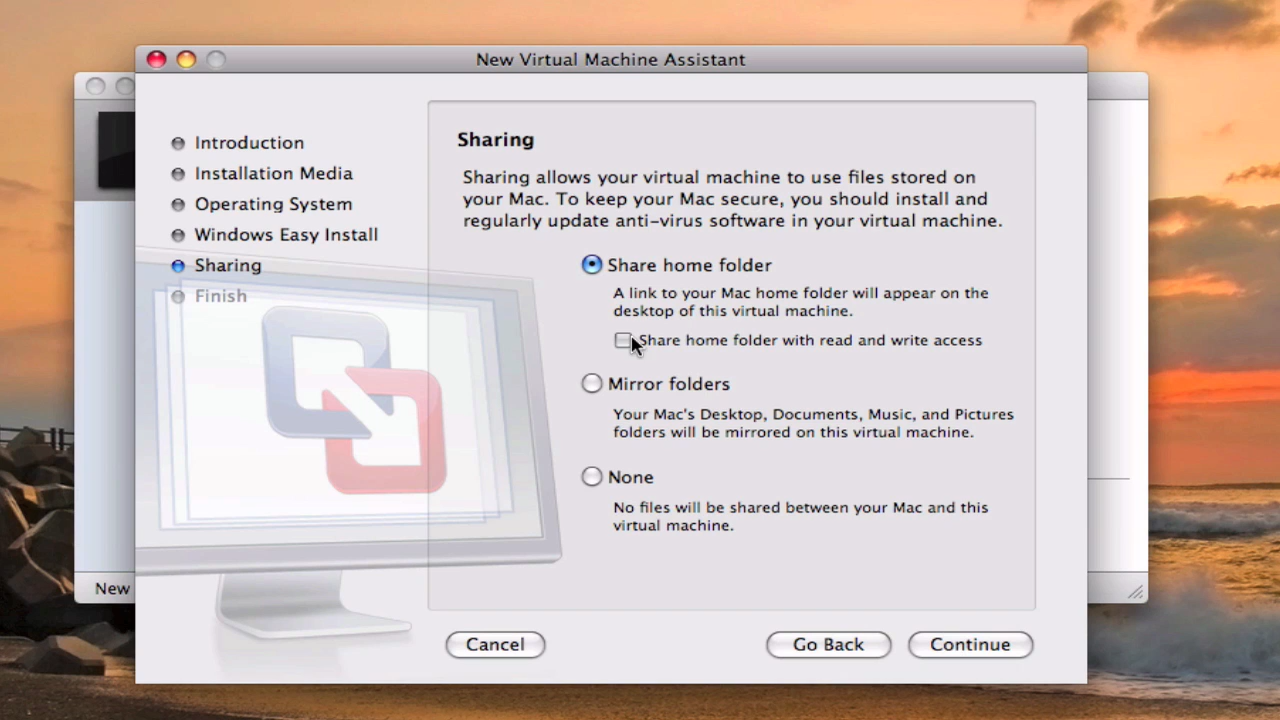 New Virtual Machine Assistant
Introduction
Installation Media
Operating System
Windows Easy Install
Sharing
Finish
Sharing
Sharing allows your virtual machine to use files stored on
your Mac. To keep your Mac secure, you should install and
regularly update anti-virus software in your virtual machine.
Share home folder
A link to your Mac home folder will appear on the
desktop of this virtual machine.
Share home folder with read and write access
Mirror folders
Your Mac's Desktop, Documents, Music, and Pictures
folders will be mirrored on this virtual machine.
None
No files will be shared between your Mac and this
virtual machine.
New
Cancel
Go Back
Continue